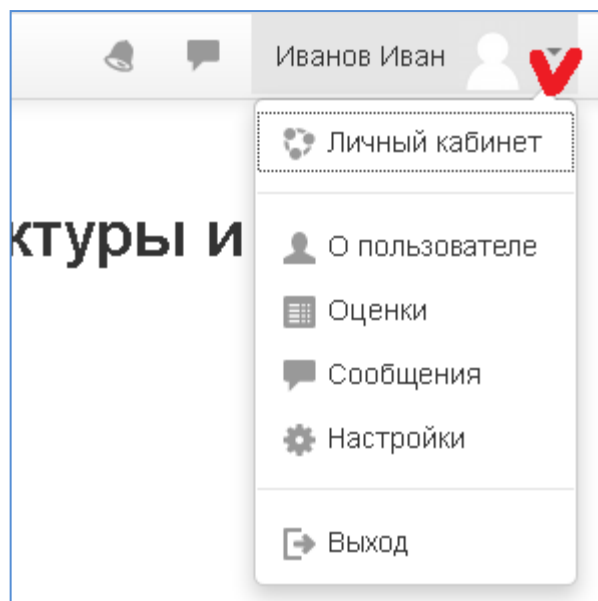 Иванов Иван
Личный кабинет
ктуры и
О пользователе
Оценки
Сообщения
Настройки
Выход